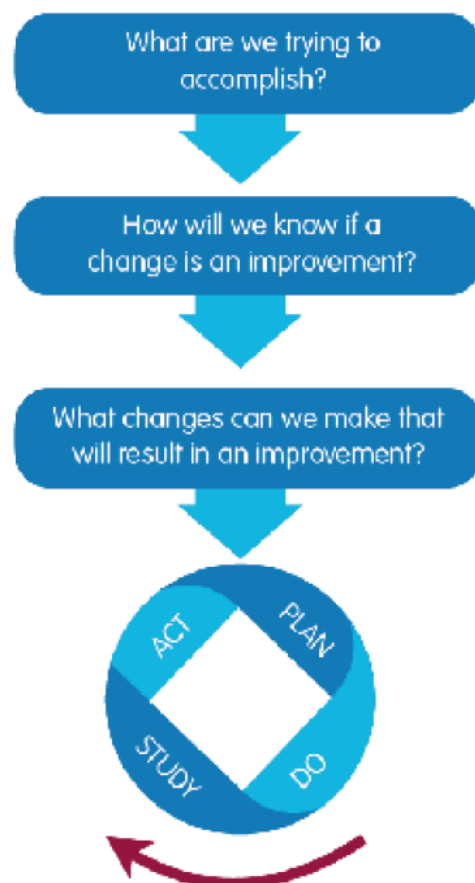 What are we trying to
accomplish?
How will we know if a
change is an improvement?
What changes can we make that
will result in an improvement?
ACT
PLAN
STUDY
DO